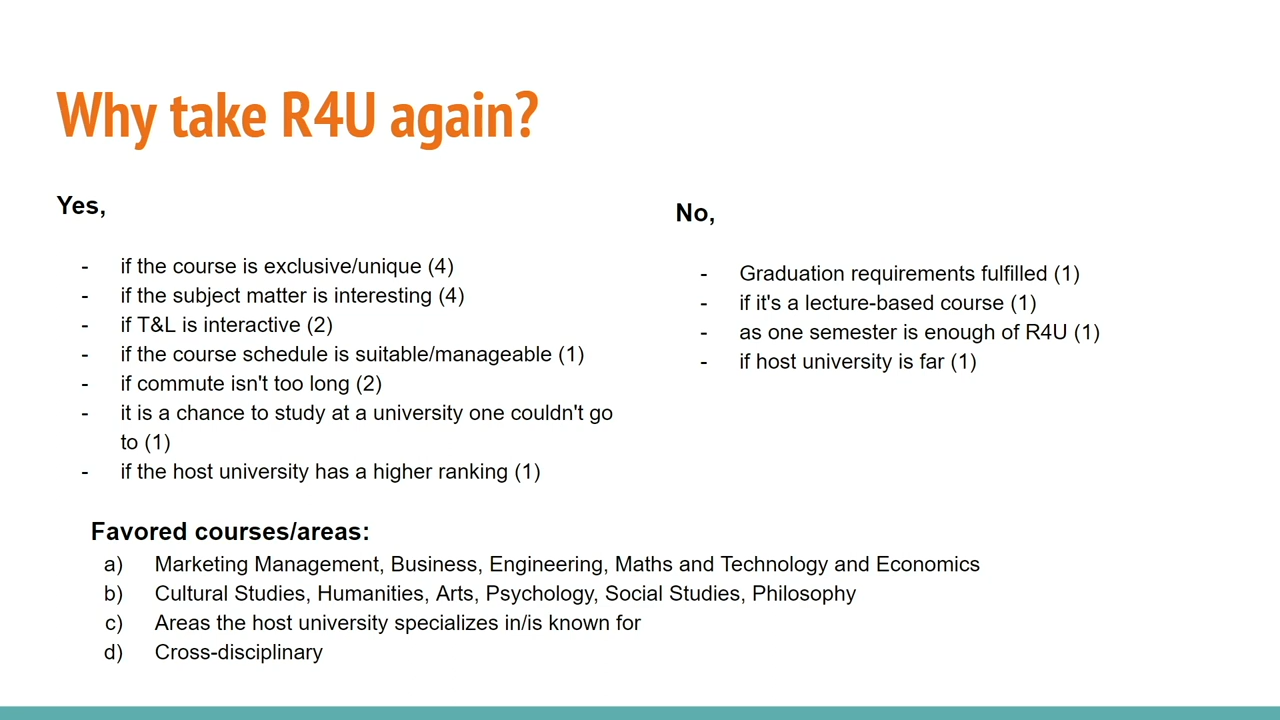 Why take R4U again?
Yes,
- if the course is exclusive/unique (4)
- if the subject matter is interesting (4)
- if T&L is interactive (2)
- if the course schedule is suitable/manageable (1)
- if commute isn't too long (2)
- it is a chance to study at a university one couldn't go
to (1)
- if the host university has a higher ranking (1)
No,
- Graduation requirements fulfilled (1)
- if it's a lecture-based course (1)
- as one semester is enough of R4U (1)
- if host university is far (1)
Favored courses/areas:
a) Marketing Management, Business, Engineering, Maths and Technology and Economics
b) Cultural Studies, Humanities, Arts, Psychology, Social Studies, Philosophy
c) Areas the host university specializes in/is known for
d) Cross-disciplinary